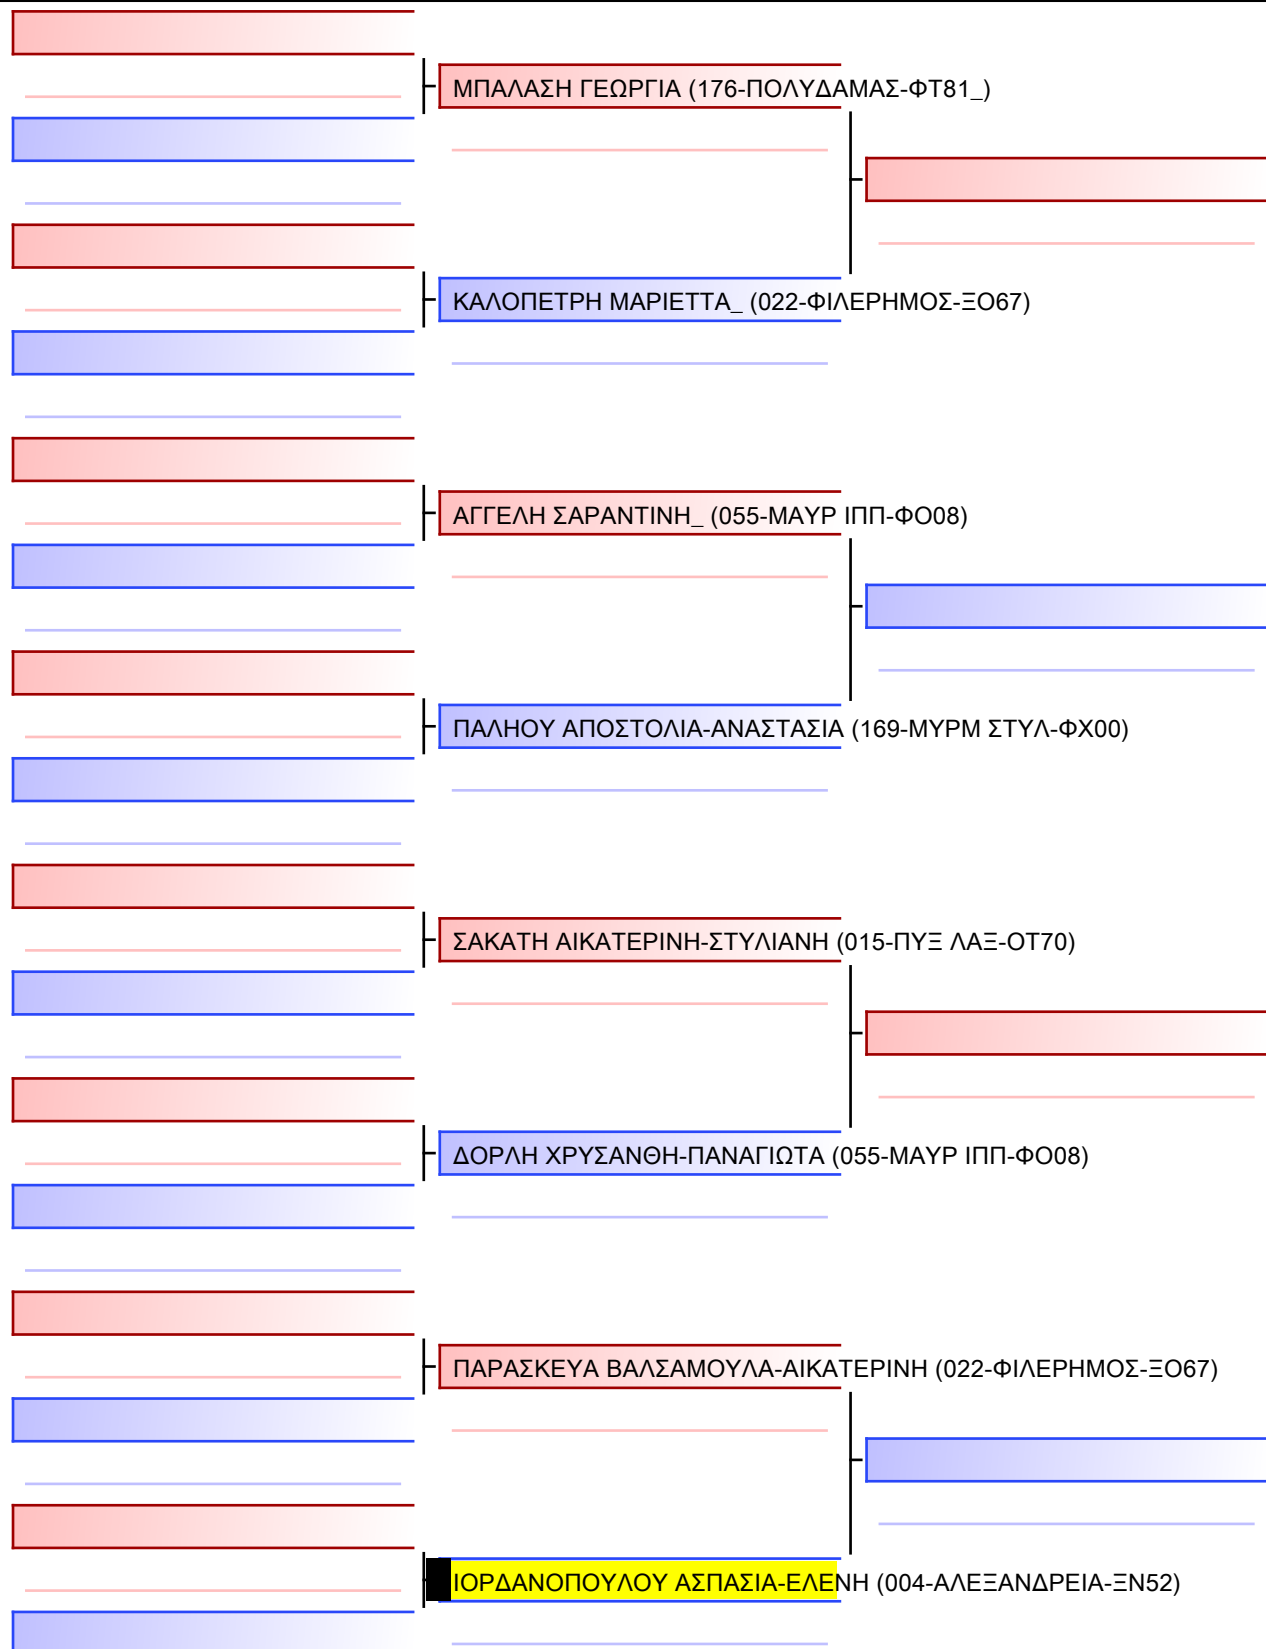 ΜΠΑΛΑΣΗ ΓΕΩΡΓΙΑ (176-ΠΟΛΥΔΑΜΑΣ-ΦΤ81_)
ΚΑΛΟΠΕΤΡΗ ΜΑΡΙΕΤΤΑ_ (022-ΦΙΛΕΡΗΜΟΣ-ΞΟ67)
ΑΓΓΕΛΗ ΣΑΡΑΝΤΙΝΗ_ (055-ΜΑΥΡ ΙΠΠ-ΦΟ08)
ΠΑΛΗΟΥ ΑΠΟΣΤΟΛΙΑ-ΑΝΑΣΤΑΣΙΑ (169-ΜΥΡΜ ΣΤΥΛ-ΦΧ00)
ΣΑΚΑΤΗ ΑΙΚΑΤΕΡΙΝΗ-ΣΤΥΛΙΑΝΗ (015-ΠΥΞ ΛΑΞ-ΟΤ70)
ΔΟΡΛΗ ΧΡΥΣΑΝΘΗ-ΠΑΝΑΓΙΩΤΑ (055-ΜΑΥΡ ΙΠΠ-ΦΟ08)
ΠΑΡΑΣΚΕΥΑ ΒΑΛΣΑΜΟΥΛΑ-ΑΙΚΑΤΕΡΙΝΗ (022-ΦΙΛΕΡΗΜΟΣ-ΞΟ67)
ΙΟΡΔΑΝΟΠΟΥΛΟΥ ΑΣΠΑΣΙΑ-ΕΛΕΝΗ (004-ΑΛΕΞΑΝΔΡΕΙΑ-ΞΝ52)